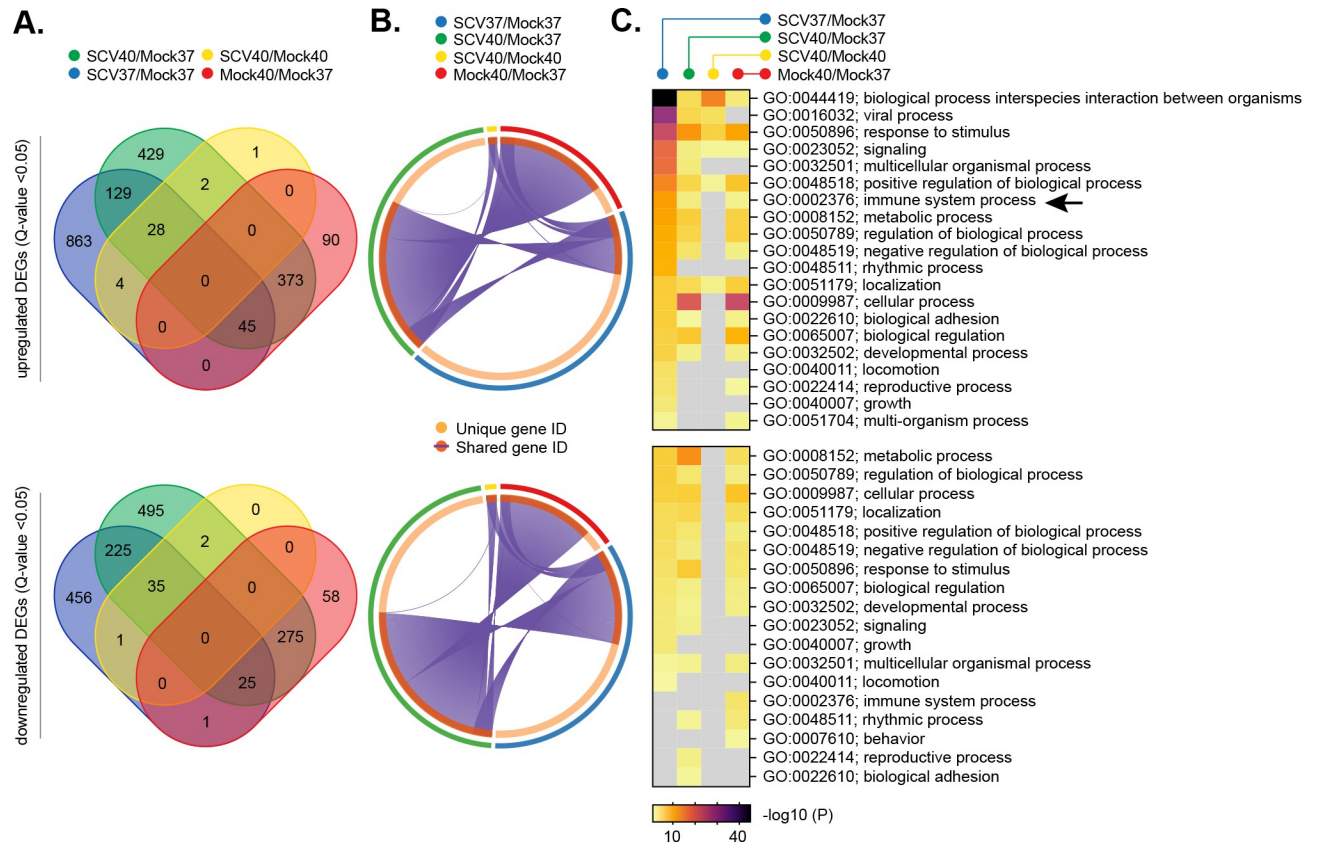 A.
SCV40/Mock37
SCV40/Mock40
SCV37/Mock37
Mock40/Mock37
upregulated DEGs (Q-value <0.05)
429
1
129
2
0
863
28
0
90
4
0
373
0
45
0
downregulated DEGs (Q-value <0.05)
495
0
225
2
0
456
35
0
58
1
0
275
0
25
1
B.
SCV37/Mock37
SCV40/Mock37
SCV40/Mock40
Mock40/Mock37
Unique gene ID
Shared gene ID
C.
SCV37/Mock37
SCV40/Mock37
SCV40/Mock40
Mock40/Mock37
GO:0044419; biological process interspecies interaction between organisms
GO:0016032; viral process
GO:0050896; response to stimulus
GO:0023052; signaling
GO:0032501; multicellular organismal process
GO:0048518; positive regulation of biological process
GO:0002376; immune system process
GO:0008152; metabolic process
GO:0050789; regulation of biological process
GO:0048519; negative regulation of biological process
GO:0048511; rhythmic process
GO:0051179; localization
GO:0009987; cellular process
GO:0022610; biological adhesion
GO:0065007; biological regulation
GO:0032502; developmental process
GO:0040011; locomotion
GO:0022414; reproductive process
GO:0040007; growth
GO:0051704; multi-organism process
GO:0008152; metabolic process
GO:0050789; regulation of biological process
GO:0009987; cellular process
GO:0051179; localization
GO:0048518; positive regulation of biological process
GO:0048519; negative regulation of biological process
GO:0050896; response to stimulus
GO:0065007; biological regulation
GO:0032502; developmental process
GO:0023052; signaling
GO:0040007; growth
GO:0032501; multicellular organismal process
GO:0040011; locomotion
GO:0002376; immune system process
GO:0048511; rhythmic process
GO:0007610; behavior
GO:0022414; reproductive process
GO:0022610; biological adhesion
-log10 (P)
10 40